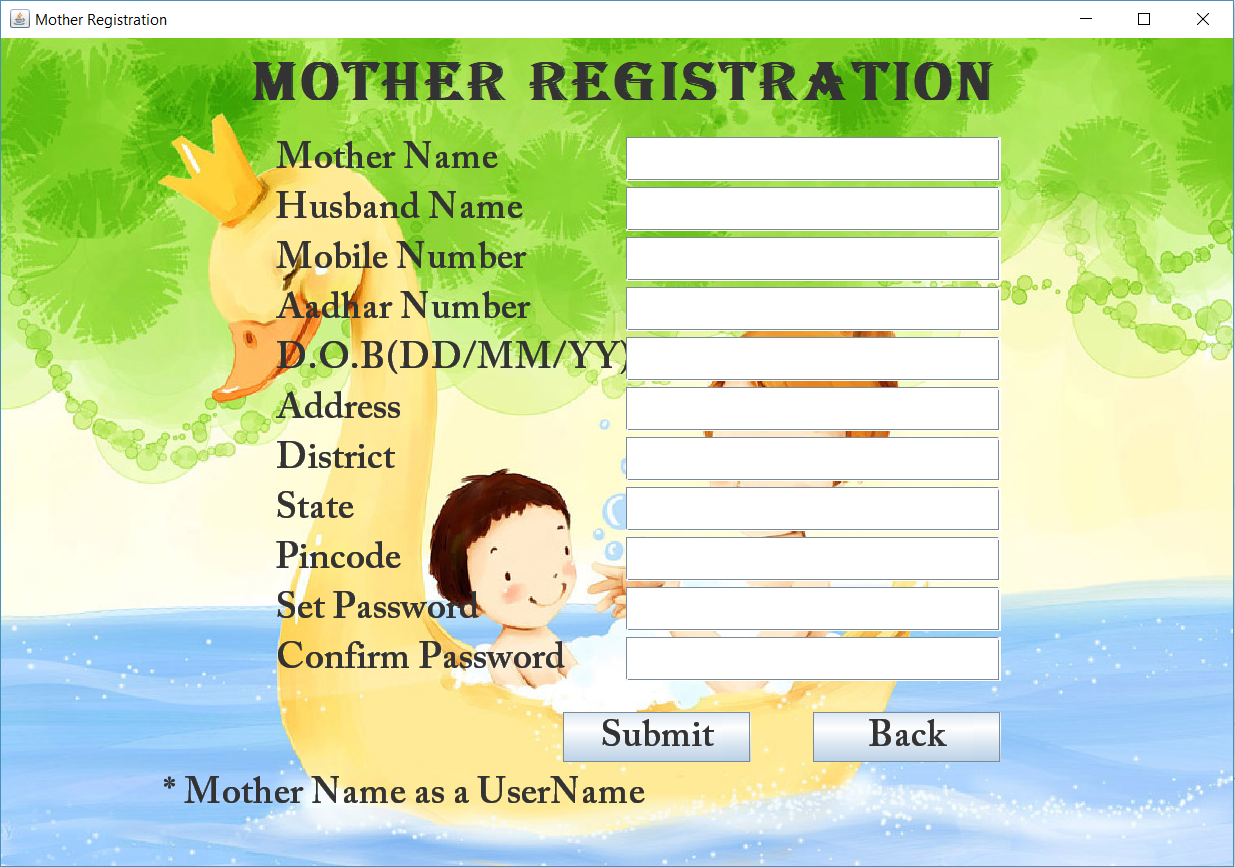 Mother Registration
MOTHER REGISTRATION
Mother Name
Husband Name
Mobile Number
Aadhar Number
D.O.B(DD/MM/YY)
Address
District
State
Pincode
Set Password
Confirm Password
Submit Back
* Mother Name as a UserName